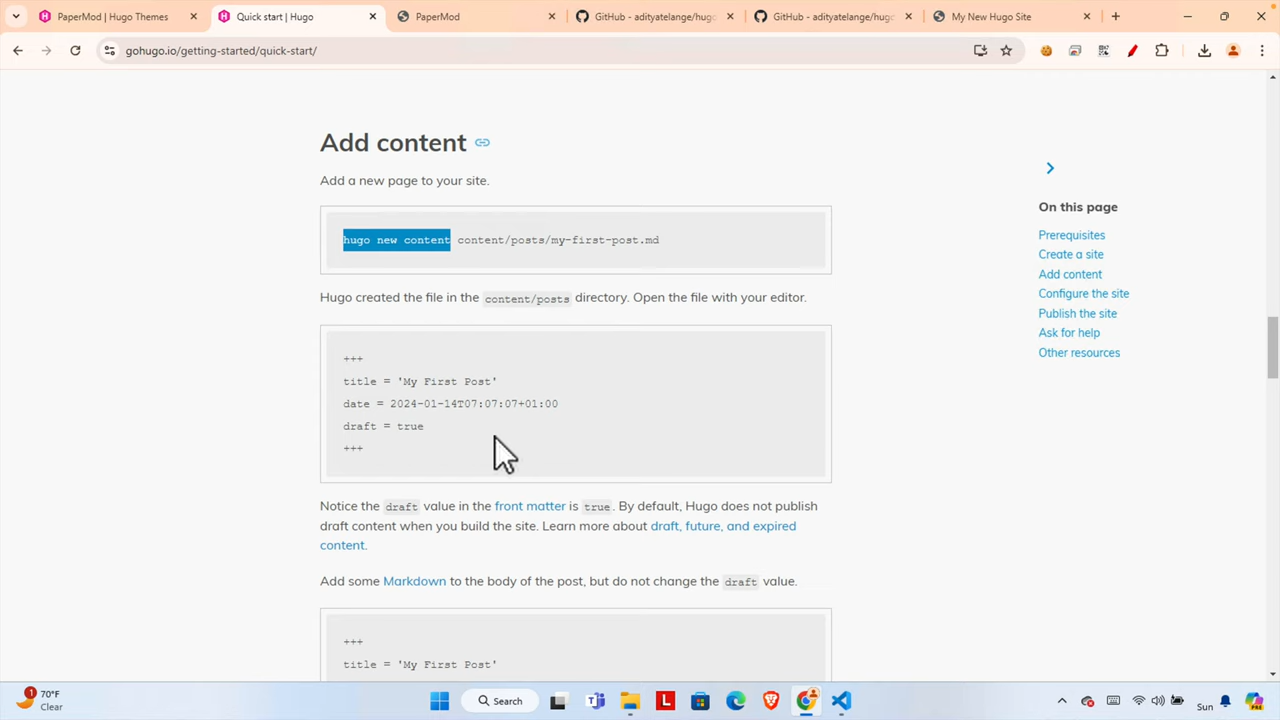 PaperMod | Hugo Themes
Quick start | Hugo
PaperMod
GitHub - adityatelange/hugo
GitHub - adityatelange/hugo
My New Hugo Site
gohugo.io/getting-started/quick-start/
Add content
Add a new page to your site.
hugo new content content/posts/my-first-post.md
Hugo created the file in the content/posts directory. Open the file with your editor.
+++
title = 'My First Post'
date = 2024-01-14T07:07:07+01:00
draft = true
+++
Notice the draft value in the front matter is true. By default, Hugo does not publish
draft content when you build the site. Learn more about draft, future, and expired
content.
Add some Markdown to the body of the post, but do not change the draft value.
+++
title = 'My First Post'
On this page
Prerequisites
Create a site
Add content
Configure the site
Publish the site
Ask for help
Other resources
1
70°F
Clear
Search
L
Sun